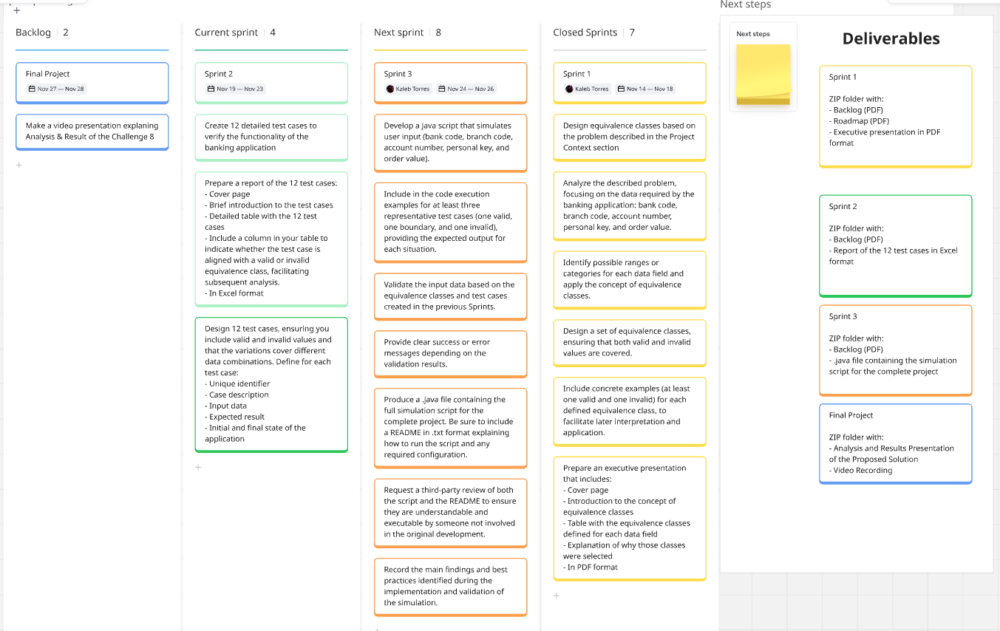 Next steps
Backlog 2
Final Project
Nov 27 — Nov 28
Make a video presentation explaning
Analysis & Result of the Challenge 8
Current sprint 4
Sprint 2
Nov 19 — Nov 23
Create 12 detailed test cases to
verify the functionality of the
banking application
Prepare a report of the 12 test cases:
- Cover page
- Brief introduction to the test cases
- Detailed table with the 12 test
cases
- Include a column in your table to
indicate whether the test case is
aligned with a valid or invalid
equivalence class, facilitating
subsequent analysis.
- In Excel format
Design 12 test cases, ensuring you
include valid and invalid values and
that the variations cover different
data combinations. Define for each
test case:
- Unique identifier
- Case description
- Input data
- Expected result
- Initial and final state of the
application
Next sprint 8
Sprint 3
Kaleb Torres Nov 24 — Nov 26
Develop a Java script that simulates
user input (bank code, branch code,
account number, personal key, and
order value).
Include in the code execution
examples for at least three
representative test cases (one valid,
one boundary, and one invalid),
providing the expected output for
each situation.
Validate the input data based on the
equivalence classes and test cases
created in the previous Sprints.
Provide clear success or error
messages depending on the
validation results.
Produce a .java file containing the
full simulation script for the
complete project. Be sure to include
a README in .txt format explaining
how to run the script and any
required configuration.
Request a third-party review of both
the script and the README to ensure
they are understandable and
executable by someone not involved
in the original development.
Record the main findings and best
practices identified during the
implementation and validation of
the simulation.
Closed Sprints 7
Sprint 1
Kaleb Torres Nov 14 — Nov 18
Design equivalence classes based on
the problem described in the Project
Context section
Analyze the described problem,
focusing on the data required by the
banking application: bank code,
branch code, account number,
personal key, and order value.
Identify possible ranges or
categories for each data field and
apply the concept of equivalence
classes.
Design a set of equivalence classes,
ensuring that both valid and invalid
values are covered.
Include concrete examples (at least
one valid and one invalid) for each
defined equivalence class, to
facilitate later interpretation and
application.
Prepare an executive presentation
that includes:
- Cover page
- Introduction to the concept of
equivalence classes
- Table with the equivalence classes
defined for each data field
- Explanation of why those classes
were selected
- In PDF format
Next steps
Deliverables
Sprint 1
ZIP folder with:
- Backlog (PDF)
- Roadmap (PDF)
- Executive presentation in PDF
format
Sprint 2
ZIP folder with:
- Backlog (PDF)
- Report of the 12 test cases in Excel
format
Sprint 3
ZIP folder with:
- Backlog (PDF)
- .java file containing the simulation
script for the complete project
Final Project
ZIP folder with:
- Analysis and Results Presentation
of the Proposed Solution
- Video Recording